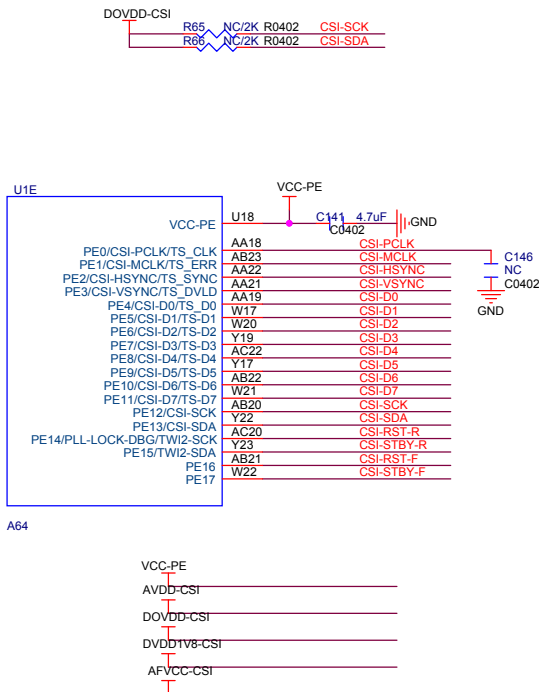 DOVDD-CSI
R65 NC/2K R0402 CSI-SCK
R66 NC/2K R0402 CSI-SDA
U1E
VCC-PE
VCC-PE U18 C141 4.7uF GND
C0402
PE0/CSI-PCLK/TS_CLK AA18 CSI-PCLK
PE1/CSI-MCLK/TS_ERR AB23 CSI-MCLK
PE2/CSI-HSYNC/TS_SYNC AA22 CSI-HSYNC
PE3/CSI-VSYNC/TS_DVLD AA21 CSI-VSYNC
PE4/CSI-D0/TS_D0 AA19 CSI-D0
PE5/CSI-D1/TS-D1 W17 CSI-D1
PE6/CSI-D2/TS-D2 W20 CSI-D2
PE7/CSI-D3/TS-D3 Y19 CSI-D3
PE8/CSI-D4/TS-D4 AC22 CSI-D4
PE9/CSI-D5/TS-D5 Y17 CSI-D5
PE10/CSI-D6/TS-D6 AB22 CSI-D6
PE11/CSI-D7/TS-D7 W21 CSI-D7
PE12/CSI-SCK AB20 CSI-SCK
PE13/CSI-SDA Y22 CSI-SDA
PE14/PLL-LOCK-DBG/TWI2-SCK AC20 CSI-RST-R
PE15/TWI2-SDA Y23 CSI-STBY-R
PE16 AB21 CSI-RST-F
PE17 W22 CSI-STBY-F
C146
NC
C0402
GND
A64
VCC-PE
AVDD-CSI
DOVDD-CSI
DVDD1V8-CSI
AFVCC-CSI